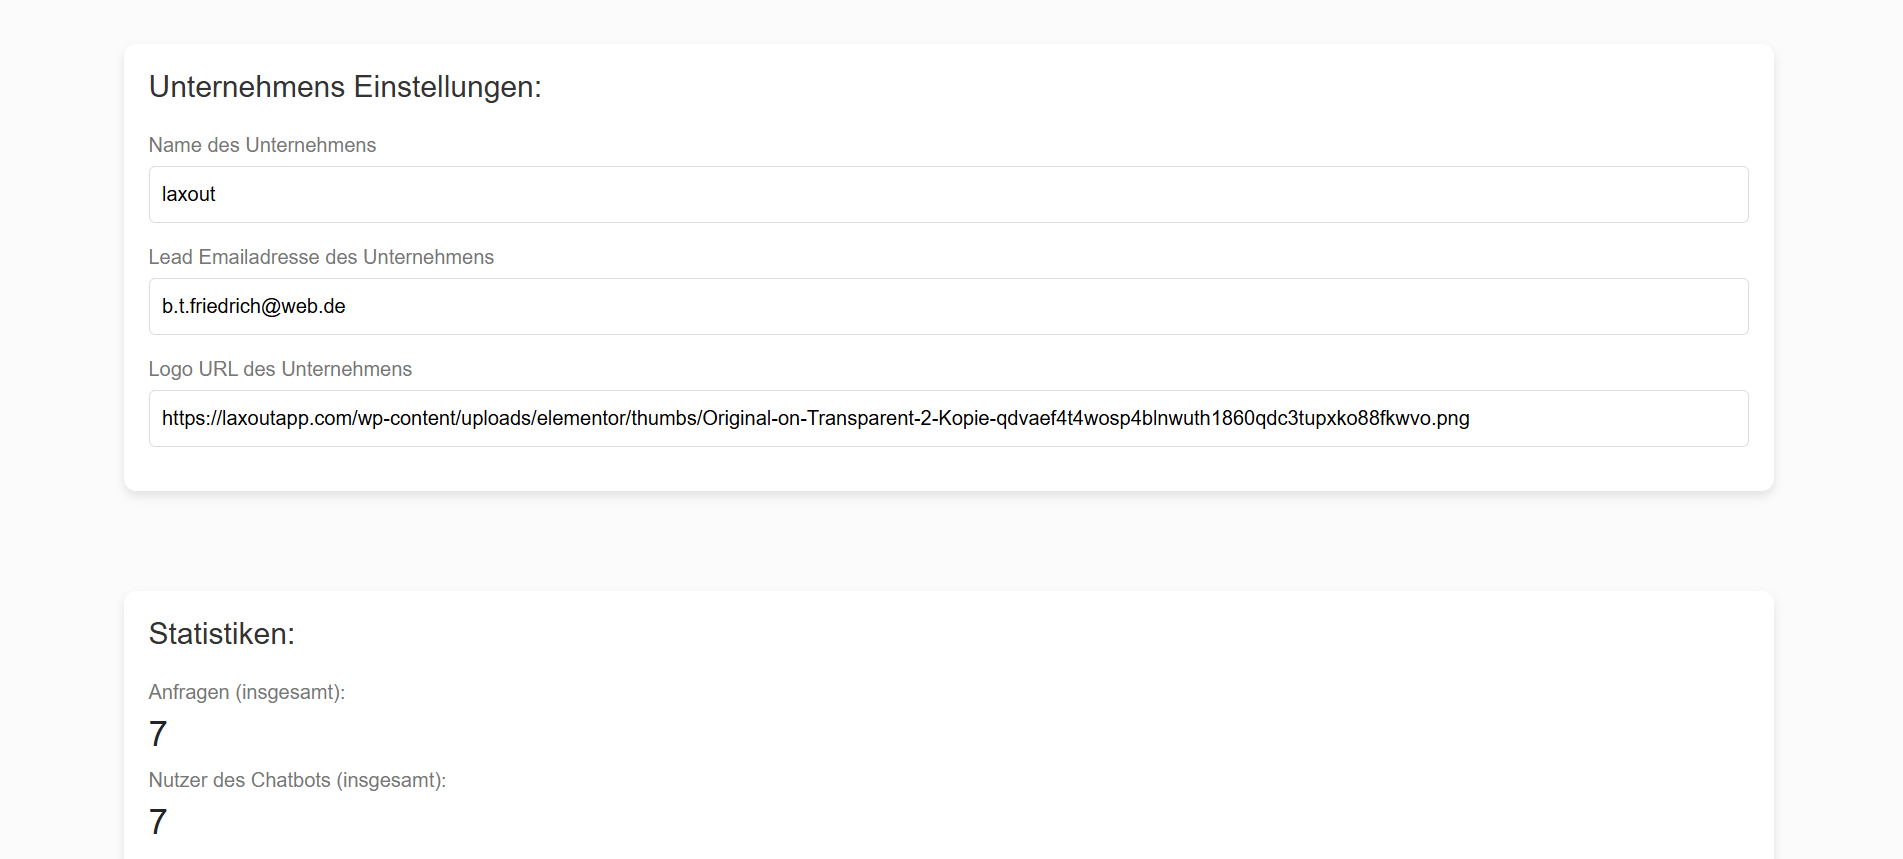 Unternehmens Einstellungen:
Name des Unternehmens
laxout
Lead Emailadresse des Unternehmens
b.t.friedrich@web.de
Logo URL des Unternehmens
https://laxoutapp.com/wp-content/uploads/elementor/thumbs/Original-on-Transparent-2-Kopie-qdvaef4t4wosp4blnwuth1860qdc3tupxko88fkwvo.png
Statistiken:
Anfragen (insgesamt):
7
Nutzer des Chatbots (insgesamt):
7